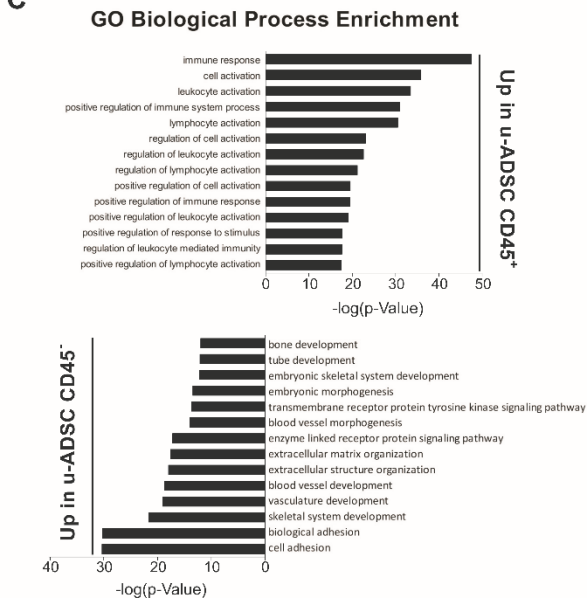 C
GO Biological Process Enrichment
immune response
cell activation
leukocyte activation
positive regulation of immune system process
lymphocyte activation
regulation of cell activation
regulation of leukocyte activation
regulation of lymphocyte activation
positive regulation of cell activation
positive regulation of immune response
positive regulation of leukocyte activation
positive regulation of response to stimulus
regulation of leukocyte mediated immunity
positive regulation of lymphocyte activation
0 10 20 30 40 50
-log(p-Value)
Up in u-ADSC CD45⁺
Up in u-ADSC CD45⁻
bone development
tube development
embryonic skeletal system development
embryonic morphogenesis
transmembrane receptor protein tyrosine kinase signaling pathway
blood vessel morphogenesis
enzyme linked receptor protein signaling pathway
extracellular matrix organization
extracellular structure organization
blood vessel development
vasculature development
skeletal system development
biological adhesion
cell adhesion
40 30 20 10 0
-log(p-Value)